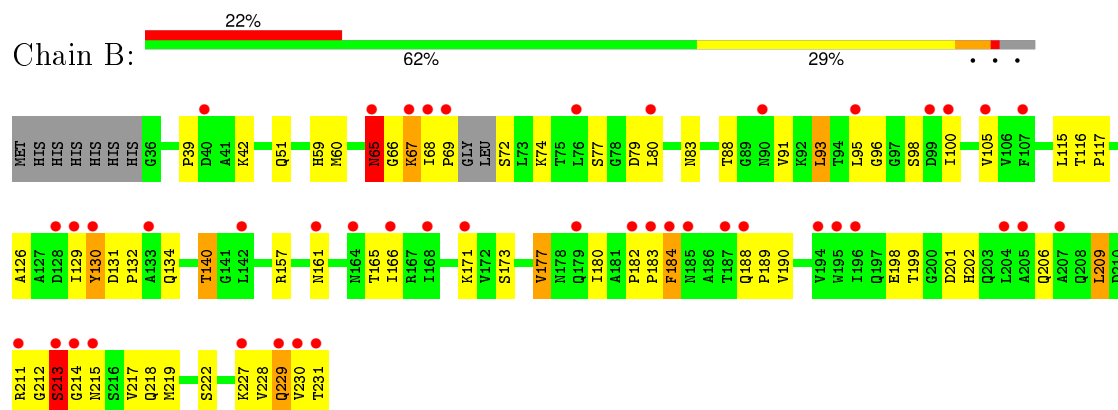 22%
Chain B:
62% 29% • • •
MET HIS HIS HIS HIS HIS HIS G36 P39 D40 A41 K42 Q51 H59 M60 N65 G66 K67 I68 P69 GLY LEU S72 L73 K74 T75 L76 S77 G78 D79 L80 N83 T88 G89 N90 V91 K92 L93 T94 L95 G96 G97 S98 D99 I100 V105 V106 F107 L115 T116 P117
A126 A127 D128 I129 Y130 D131 P132 A133 Q134 T140 G141 L142 R157 N161 N164 T165 I166 R167 I168 K171 V172 S173 V177 N178 Q179 I180 A181 P182 P183 F184 N185 A186 T187 Q188 P189 V190 V194 W195 I196 Q197 E198 T199 G200 D201 H202 Q203 L204 A205 Q206 A207 Q208 L209 D210
R211 G212 S213 G214 N215 S216 V217 Q218 M219 S222 K227 V228 Q229 V230 T231